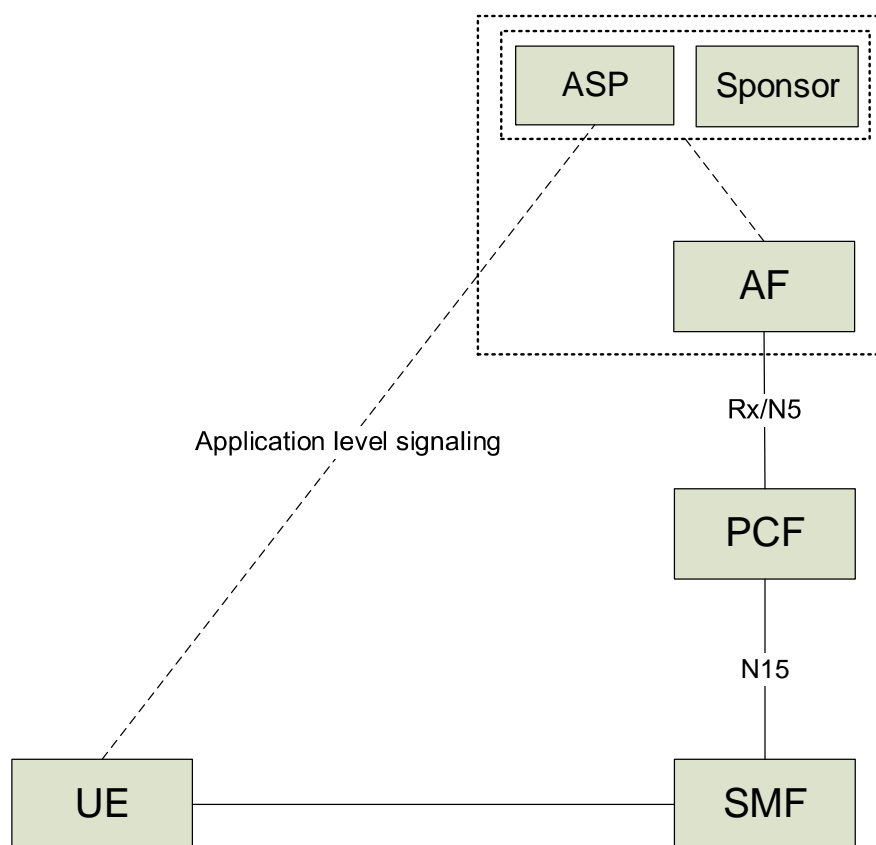 ASP
Sponsor
AF
Rx/N5
Application level signaling
PCF
N15
UE
SMF